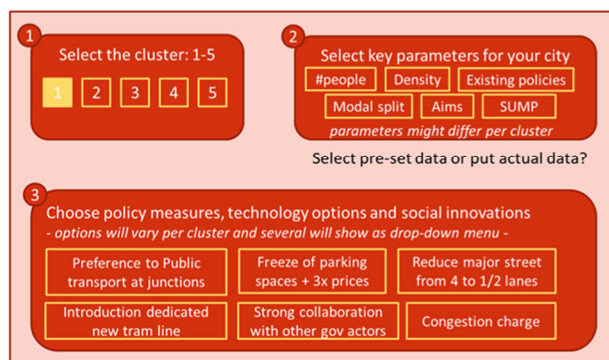 1
Select the cluster: 1-5
1 2 3 4 5
2
Select key parameters for your city
#people Density Existing policies
Modal split Aims SUMP
parameters might differ per cluster
Select pre-set data or put actual data?
3
Choose policy measures, technology options and social innovations
- options will vary per cluster and several will show as drop-down menu -
Preference to Public
transport at junctions
Freeze of parking
spaces + 3x prices
Reduce major street
from 4 to 1/2 lanes
Introduction dedicated
new tram line
Strong collaboration
with other gov actors
Congestion charge